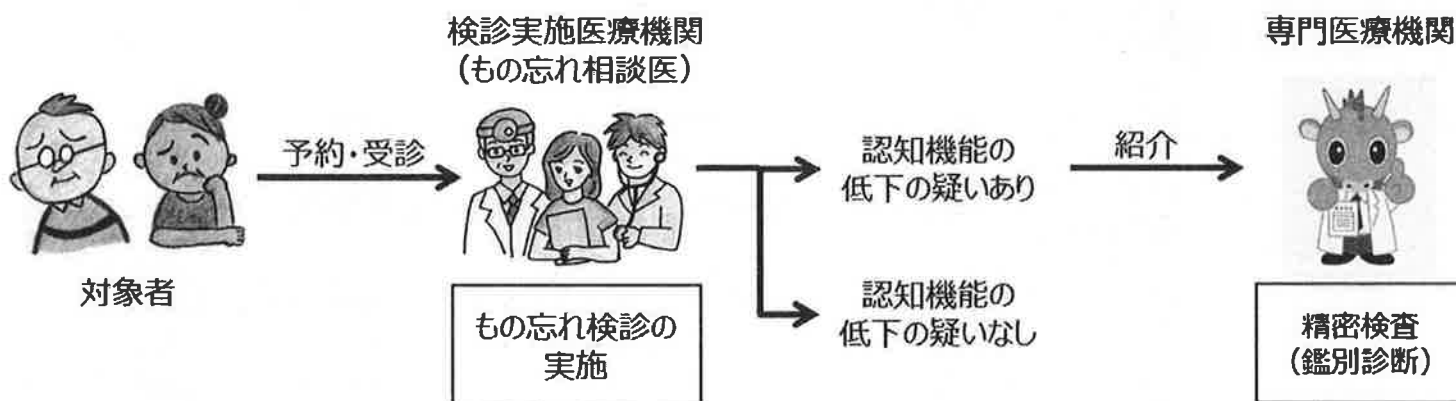 検診実施医療機関
(もの忘れ相談医)
専門医療機関
予約・受診
認知機能の
低下の疑いあり
紹介
対象者
もの忘れ検診の
実施
認知機能の
低下の疑いなし
精密検査
(鑑別診断)